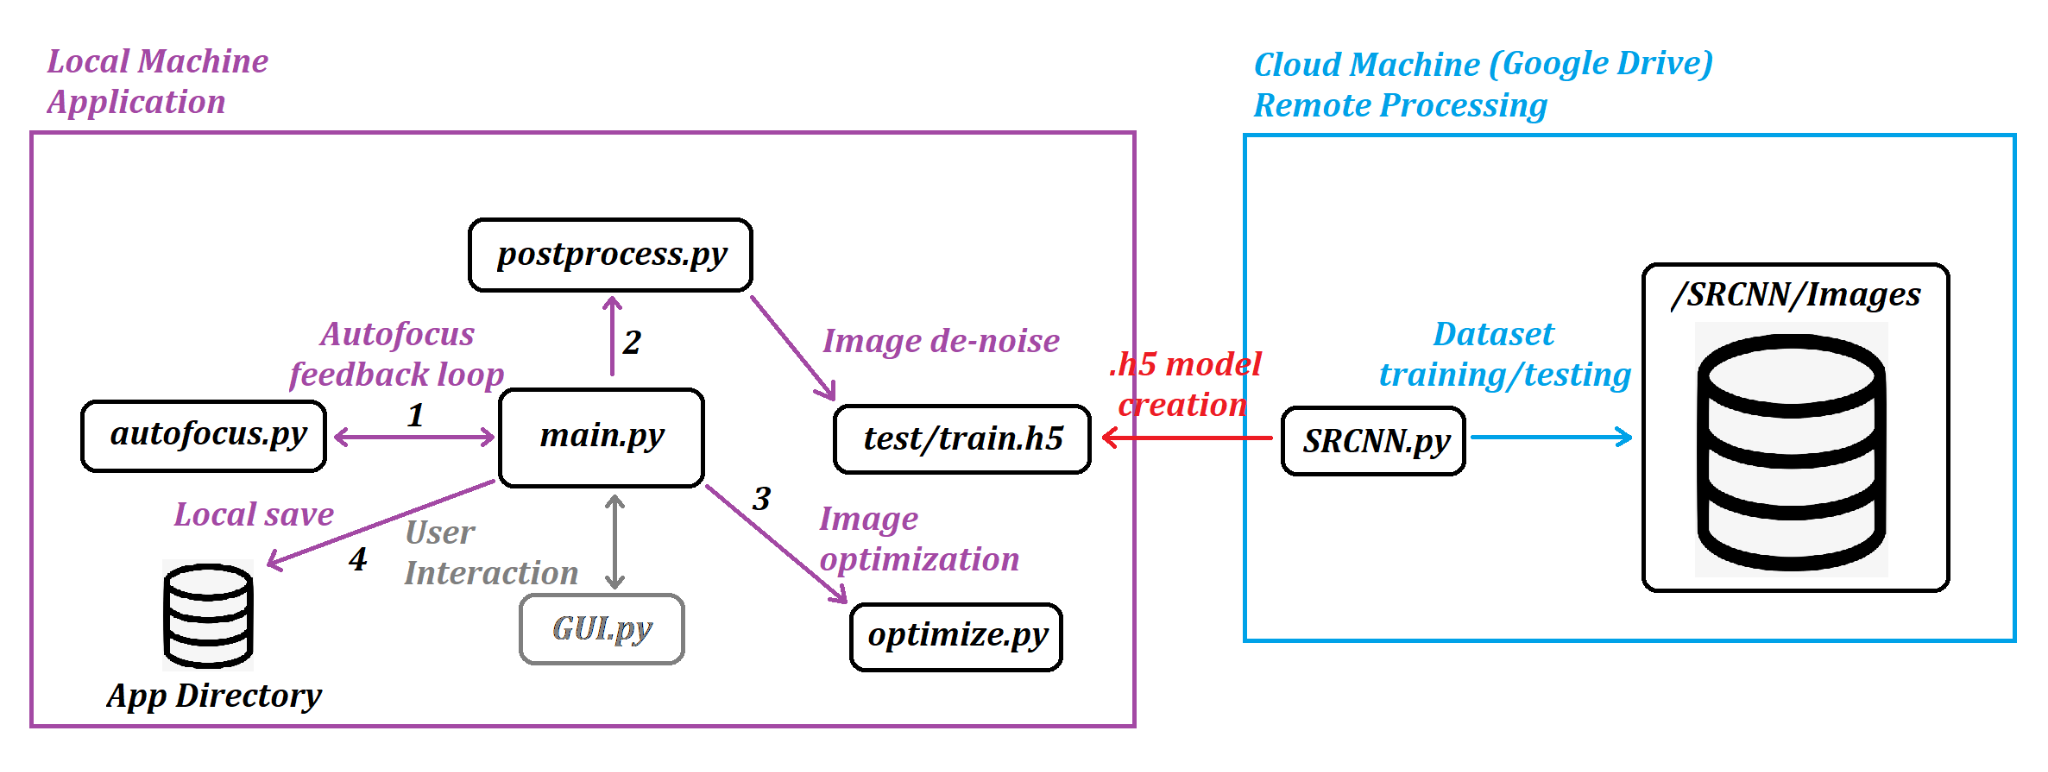 Local Machine
Application
Cloud Machine (Google Drive)
Remote Processing
postprocess.py
/SRCNN/Images
Autofocus
feedback loop
2
Image de-noise
.h5 model
creation
Dataset
training/testing
autofocus.py
1
main.py
test/train.h5
SRCNN.py
Local save
4
User
Interaction
3
Image
optimization
GUI.py
optimize.py
App Directory